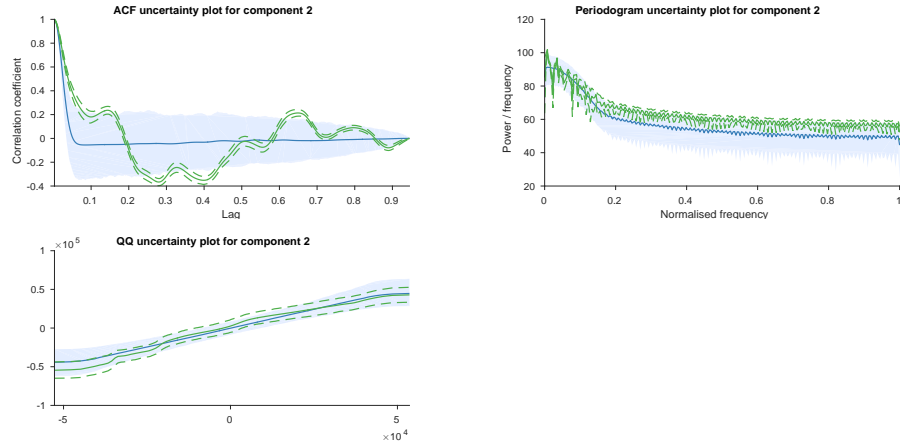 ACF uncertainty plot for component 2
Correlation coefficient
1
0.8
0.6
0.4
0.2
0
-0.2
-0.4
0.1 0.2 0.3 0.4 0.5 0.6 0.7 0.8 0.9
Lag
Periodogram uncertainty plot for component 2
Power / frequency
120
100
80
60
40
20
0 0.2 0.4 0.6 0.8 1
Normalised frequency
QQ uncertainty plot for component 2
×10^5
1
0.5
0
-0.5
-1
-5 0 5
×10^4